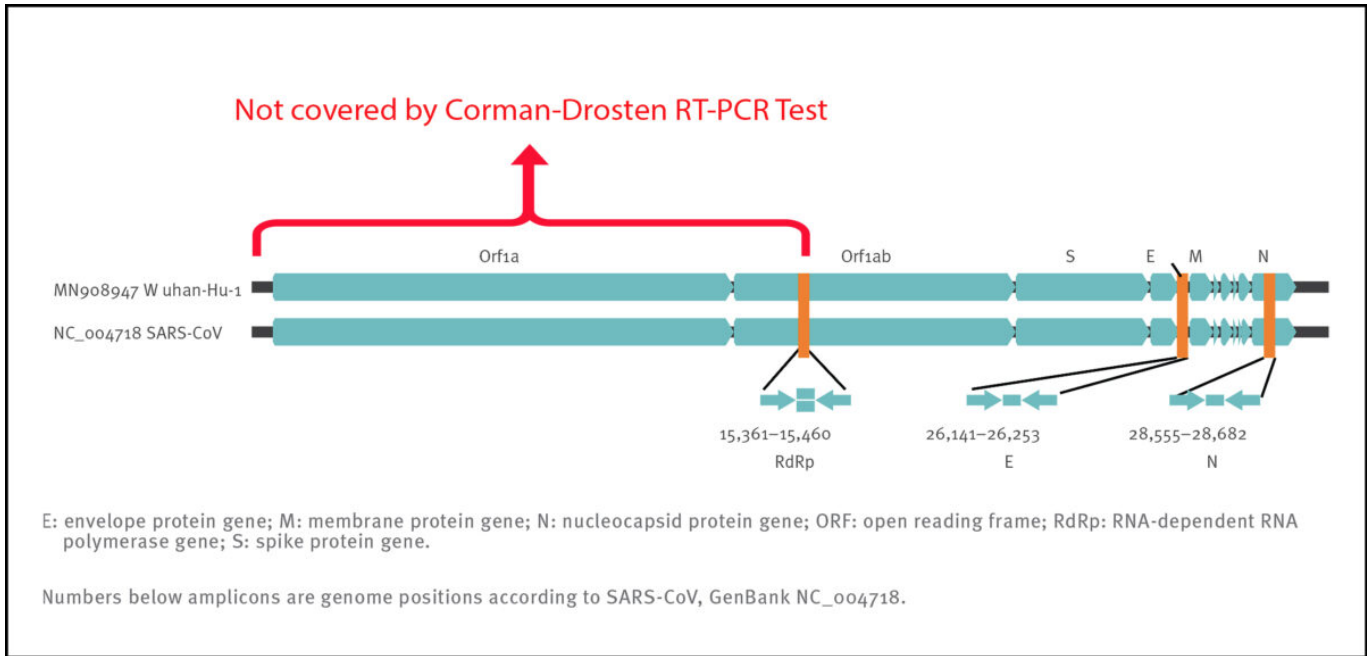 Not covered by Corman-Drosten RT-PCR Test
Orf1a Orf1ab S E M N
MN908947 W uhan-Hu-1
NC_004718 SARS-CoV
15,361–15,460 26,141–26,253 28,555–28,682
RdRp E N
E: envelope protein gene; M: membrane protein gene; N: nucleocapsid protein gene; ORF: open reading frame; RdRp: RNA-dependent RNA
polymerase gene; S: spike protein gene.
Numbers below amplicons are genome positions according to SARS-CoV, GenBank NC_004718.